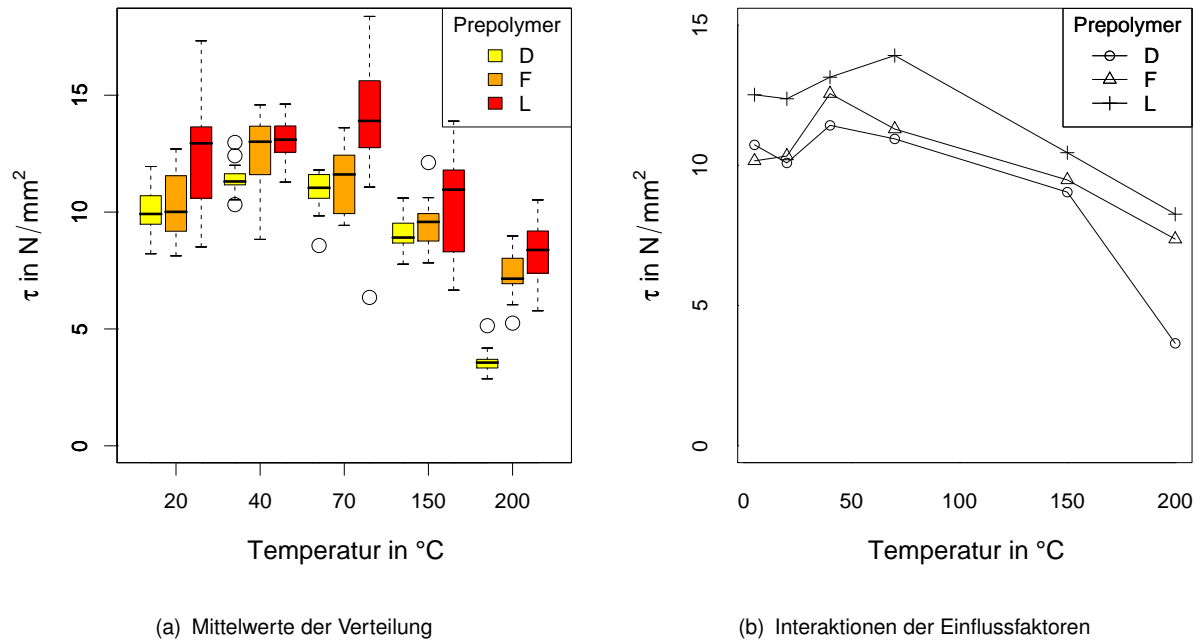 Prepolymer
D
F
L
15
10
5
0
τ in N/mm²
20 40 70 150 200
Temperatur in °C
(a) Mittelwerte der Verteilung
Prepolymer
D
F
L
15
10
5
0
τ in N/mm²
0 50 100 150 200
Temperatur in °C
(b) Interaktionen der Einflussfaktoren